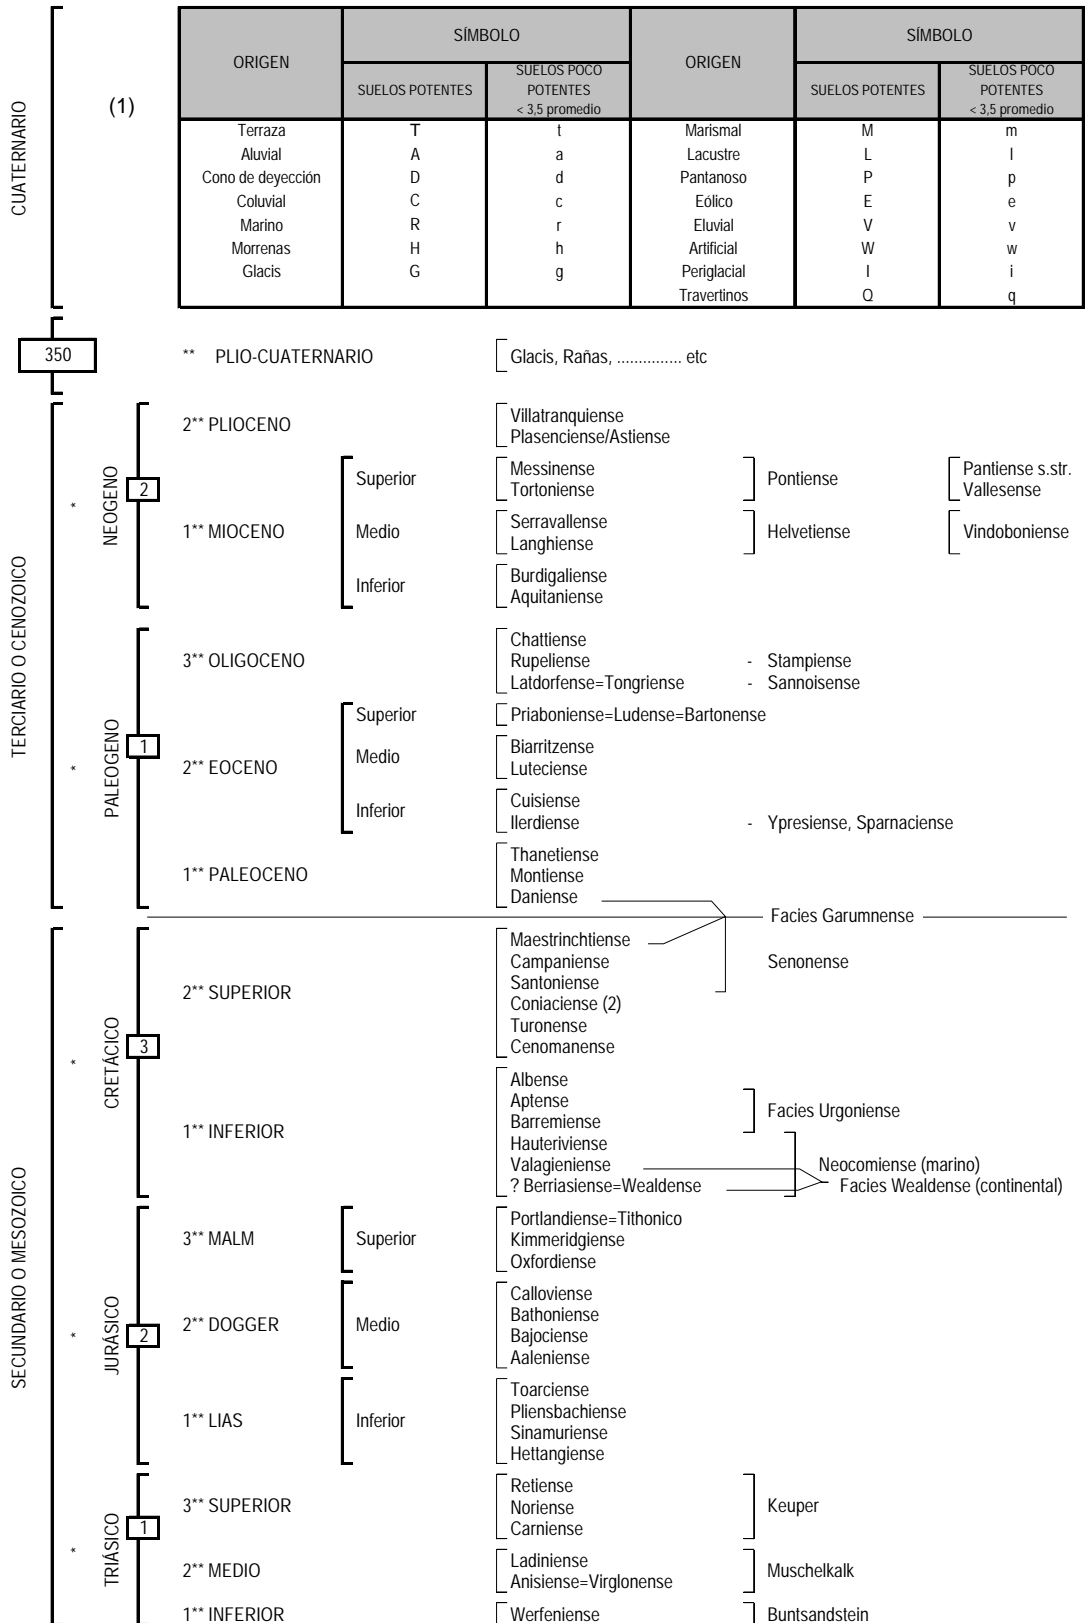 CUATERNARIO
(1)
ORIGEN SÍMBOLO ORIGEN SÍMBOLO
SUELOS POTENTES SUELOS POCO POTENTES < 3,5 promedio SUELOS POTENTES SUELOS POCO POTENTES < 3,5 promedio
Terraza T t Marismal M m
Aluvial A a Lacustre L l
Cono de deyección D d Pantanoso P p
Coluvial C c Eólico E e
Marino R r Eluvial V v
Morrenas H h Artificial W w
Glacis G g Periglacial I i
Travertinos Q q
350 ** PLIO-CUATERNARIO Glacis, Rañas, ............... etc
TERCIARIO O CENOZOICO
* NEOGENO 2
2** PLIOCENO Villatranquiense
Plasenciense/Astiense
1** MIOCENO
Superior Messinense
Tortoniense
Pontiense
Pantiense s.str.
Vallesense
Medio Serravallense
Langhiense
Helvetiense
Vindoboniense
Inferior Burdigaliense
Aquitaniense
* PALEOGENO 1
3** OLIGOCENO Chattiense
Rupeliense - Stampiense
Latdorfense=Tongriense - Sannoisense
2** EOCENO
Superior Priaboniense=Ludense=Bartonense
Medio Biarritzense
Luteciense
Inferior Cuisiense
Ilerdiense - Ypresiense, Sparnaciense
1** PALEOCENO Thanetiense
Montiense
Daniense
Facies Garumnense
SECUNDARIO O MESOZOICO
* CRETÁCICO 3
2** SUPERIOR Maestrinchtiense
Campaniense Senonense
Santoniense
Coniaciense (2)
Turonense
Cenomanense
1** INFERIOR Albense
Aptense
Barremiense
Facies Urgoniense
Hauteriviense
Valagieniense Neocomiense (marino)
? Berriasiense=Wealdense Facies Wealdense (continental)
* JURÁSICO 2
3** MALM Superior Portlandiense=Tithonico
Kimmeridgiense
Oxfordiense
2** DOGGER Medio Calloviense
Bathoniense
Bajociense
Aaleniense
1** LIAS Inferior Toarciense
Pliensbachiense
Sinamuriense
Hettangiense
* TRIÁSICO 1
3** SUPERIOR Retiense
Noriense Keuper
Carniense
2** MEDIO Ladiniense
Anisiense=Virglonense
Muschelkalk
1** INFERIOR Werfeniense Buntsandstein